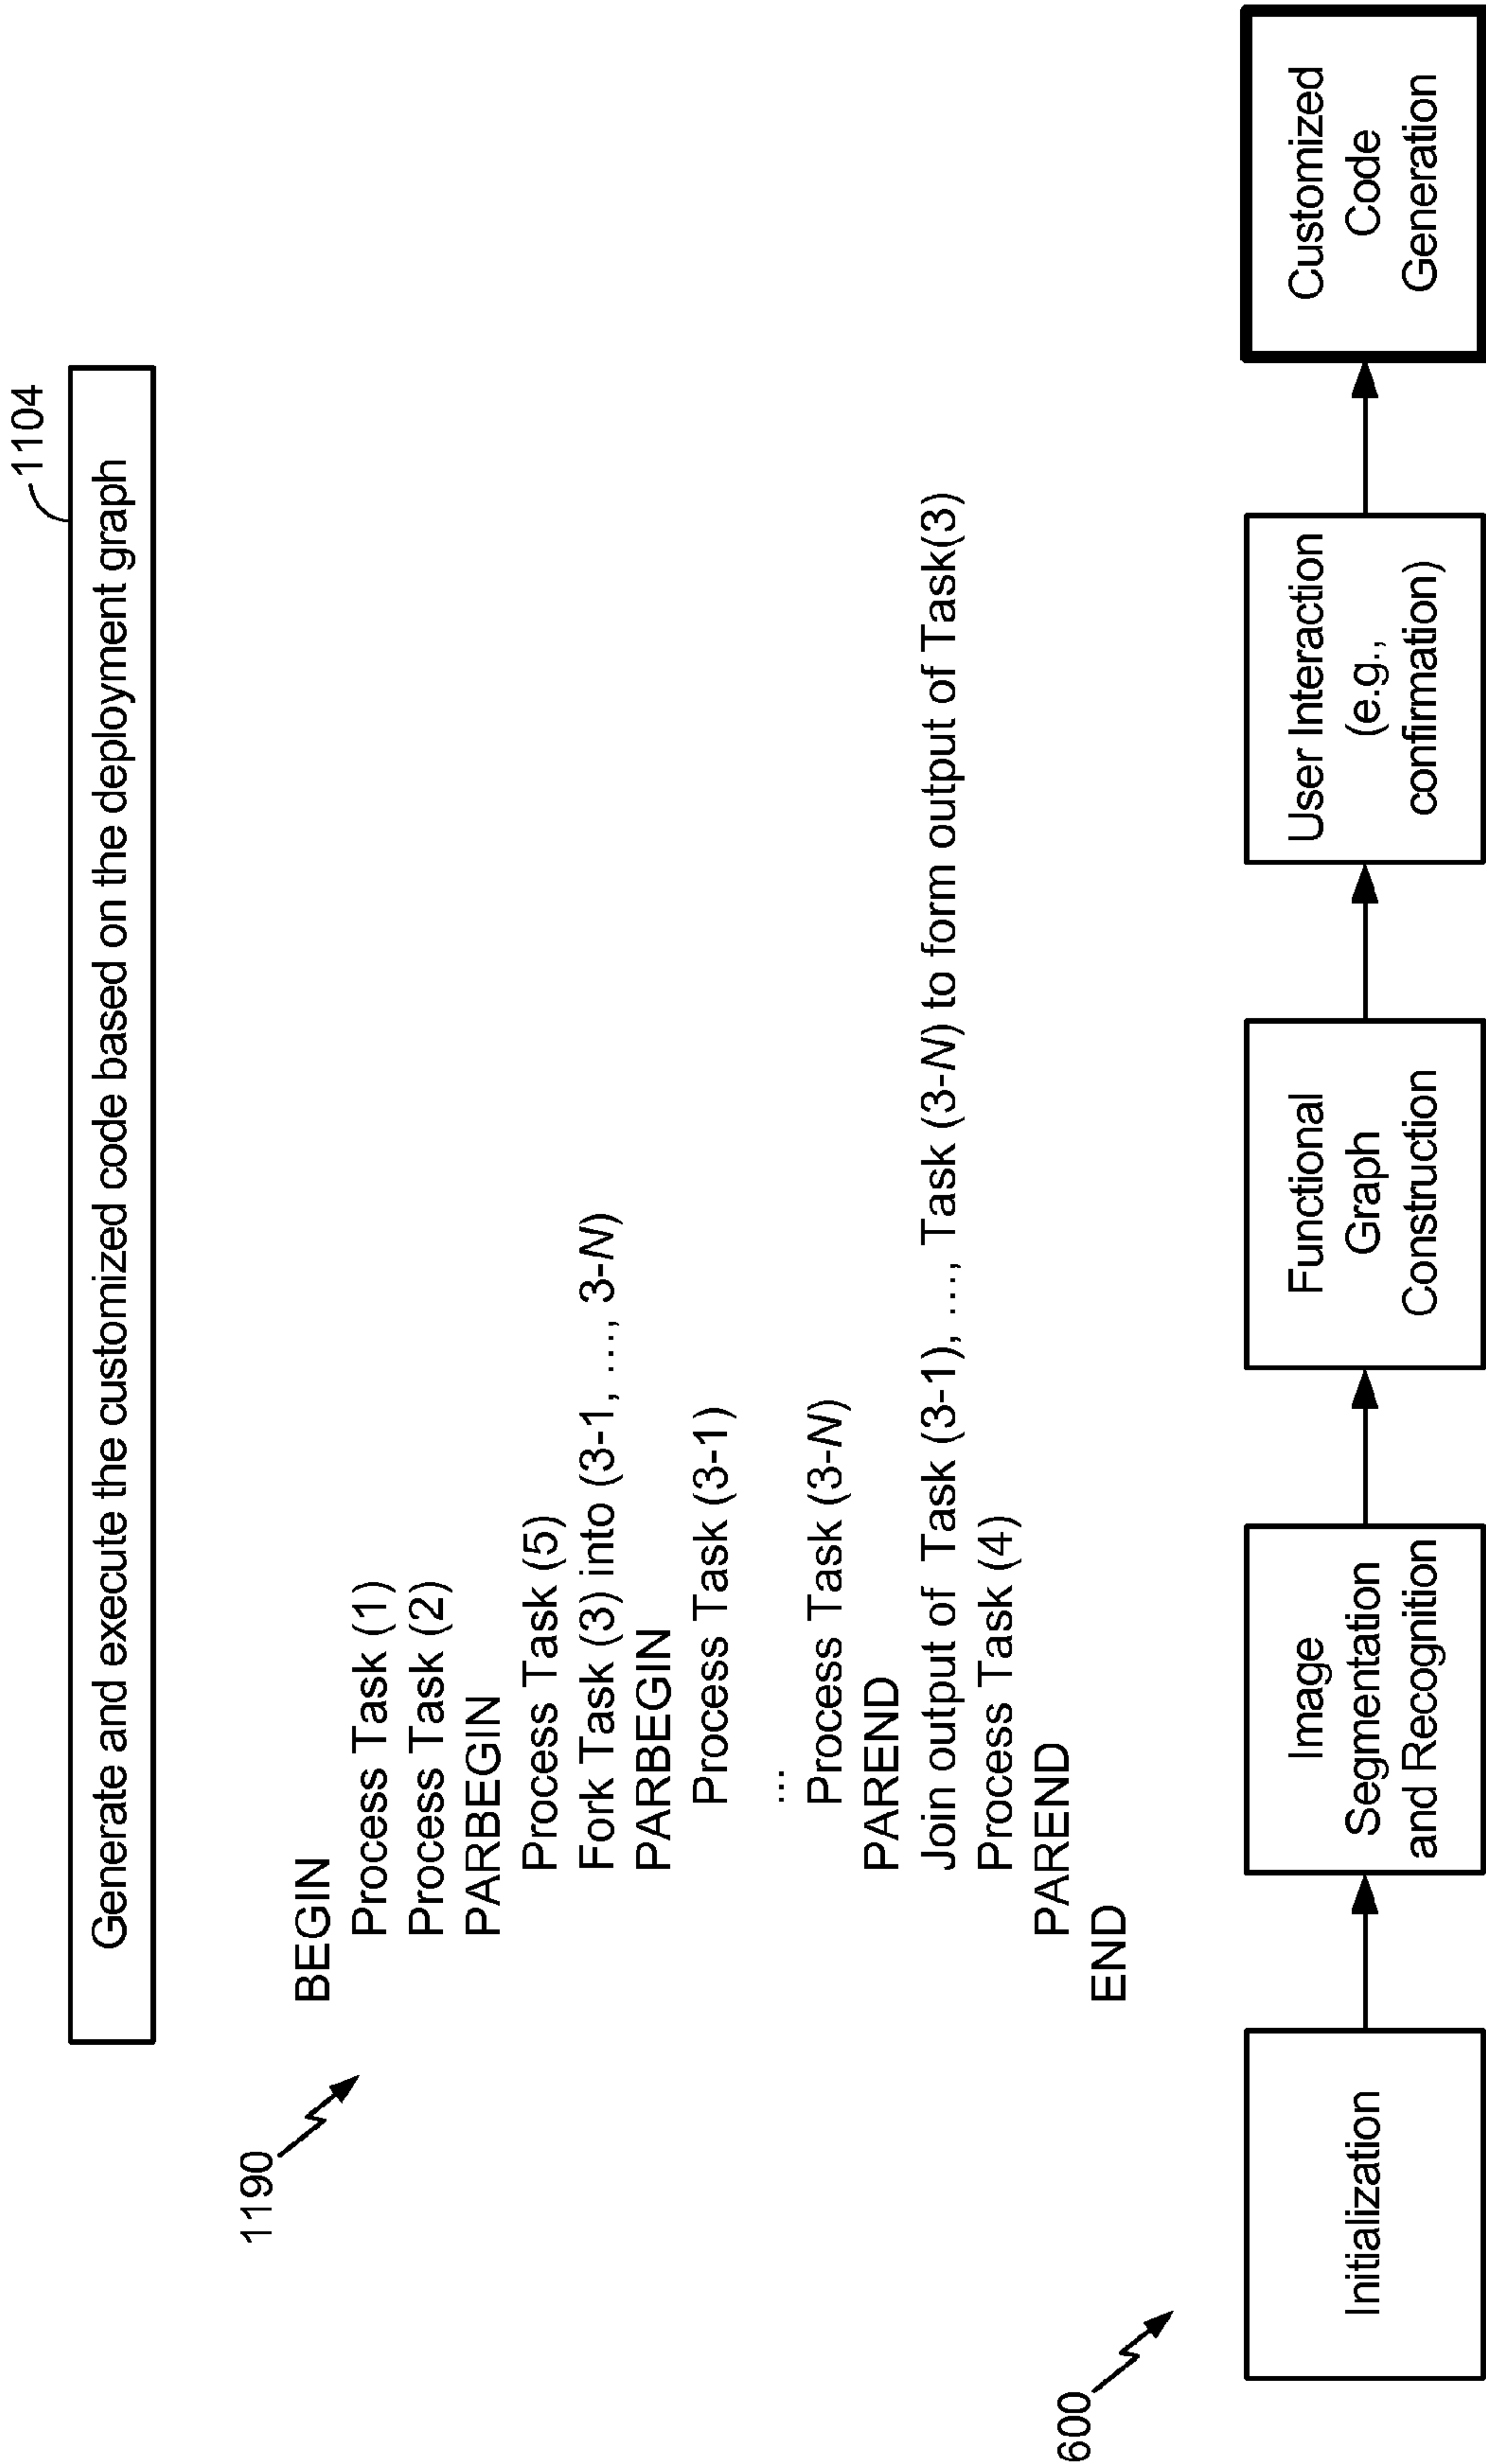 1104
Generate and execute the customized code based on the deployment graph
1190
BEGIN
Process Task (1)
Process Task (2)
PARBEGIN
Process Task (5)
Fork Task (3) into (3-1, …, 3-N)
PARBEGIN
Process Task (3-1)
…
Process Task (3-N)
PAREND
Join output of Task (3-1), …, Task (3-N) to form output of Task(3)
Process Task (4)
PAREND
END
600
Initialization
Image
Segmentation
and Recognition
Functional
Graph
Construction
User Interaction
(e.g.,
confirmation)
Customized
Code
Generation